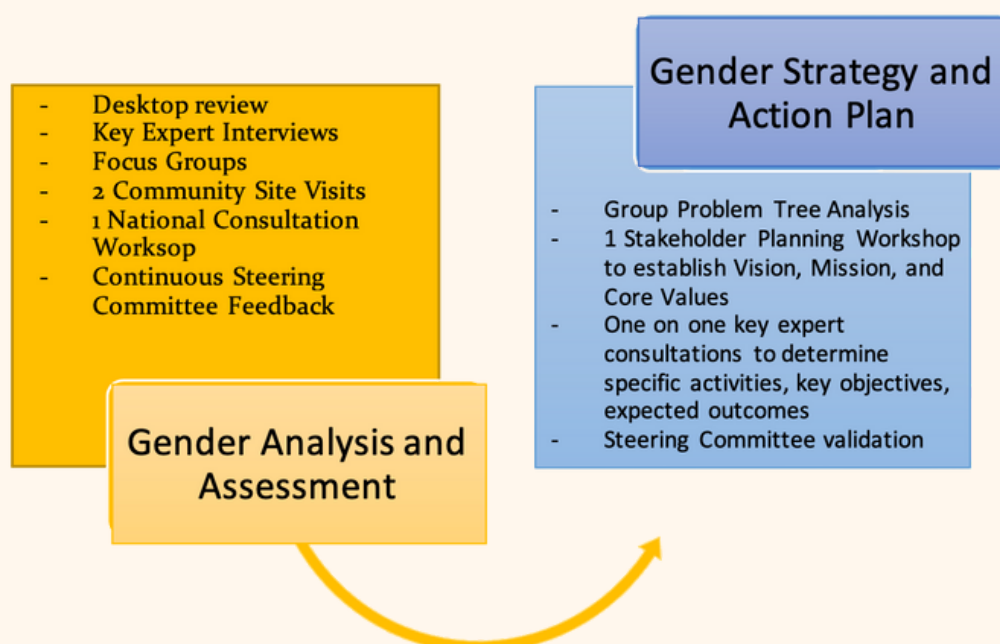 - Desktop review
- Key Expert Interviews
- Focus Groups
- 2 Community Site Visits
- 1 National Consultation
Worksop
- Continuous Steering
Committee Feedback
Gender Analysis and
Assessment
Gender Strategy and
Action Plan
- Group Problem Tree Analysis
- 1 Stakeholder Planning Workshop
to establish Vision, Mission, and
Core Values
- One on one key expert
consultations to determine
specific activities, key objectives,
expected outcomes
- Steering Committee validation